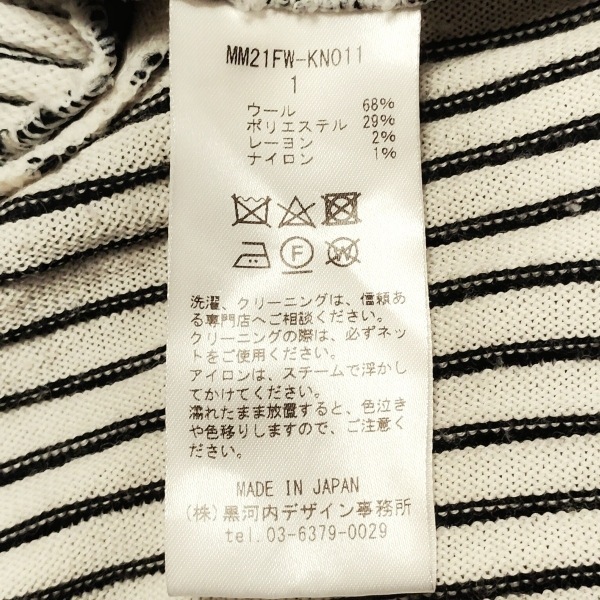 MM21FW-KN011
1
ウール 68%
ポリエステル 29%
レーヨン 2%
ナイロン 1%
洗濯、クリーニングは、信頼あ
る専門店へご相談ください。
クリーニングの際は、必ずネッ
トをご使用ください。
アイロンは、スチームで浮かし
てかけてください。
濡れたまま放置すると、色泣き
や色移りしますので、ご注意く
ださい。
MADE IN JAPAN
(株)黒河内デザイン事務所
tel.03-6379-0029